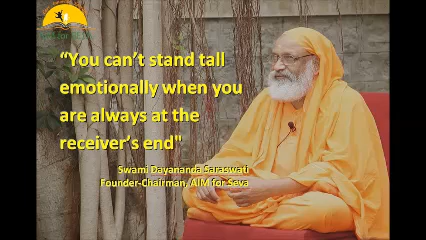 “You can’t stand tall
emotionally when you
are always at the
receiver’s end"
Swami Dayananda Saraswati
Founder-Chairman, AIM for Seva